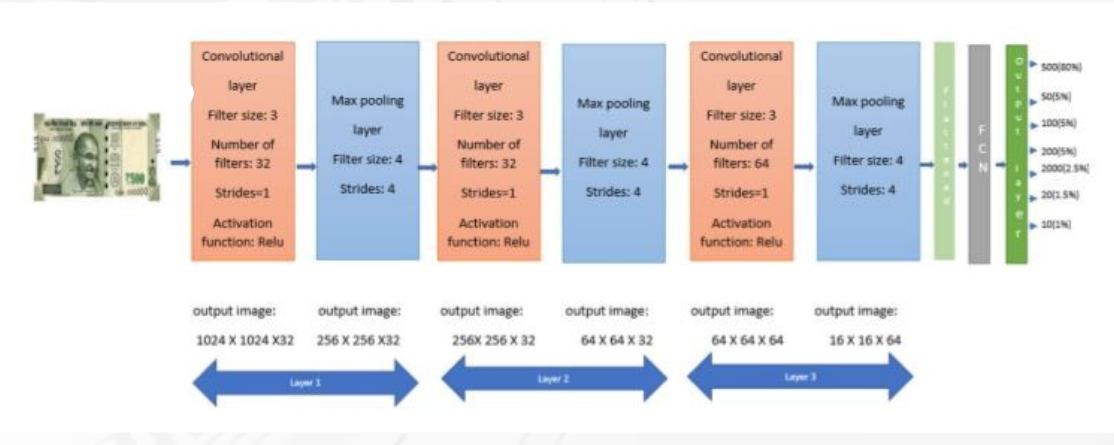 Convolutional
layer
Filter size: 3
Number of
filters: 32
Strides=1
Activation
function: Relu
Max pooling
layer
Filter size: 4
Strides: 4
Convolutional
layer
Filter size: 3
Number of
filters: 32
Strides=1
Activation
function: Relu
Max pooling
layer
Filter size: 4
Strides: 4
Convolutional
layer
Filter size: 3
Number of
filters: 64
Strides=1
Activation
function: Relu
Max pooling
layer
Filter size: 4
Strides: 4
Flattened
FCN
Output layer
500(80%)
50(5%)
100(5%)
200(5%)
2000(2.5%)
20(1.5%)
10(1%)
₹500
output image:
1024 X 1024 X32
output image:
256 X 256 X32
output image:
256X 256 X 32
output image:
64 X 64 X 32
output image:
64 X 64 X 64
output image:
16 X 16 X 64
Layer 1
Layer 2
Layer 3